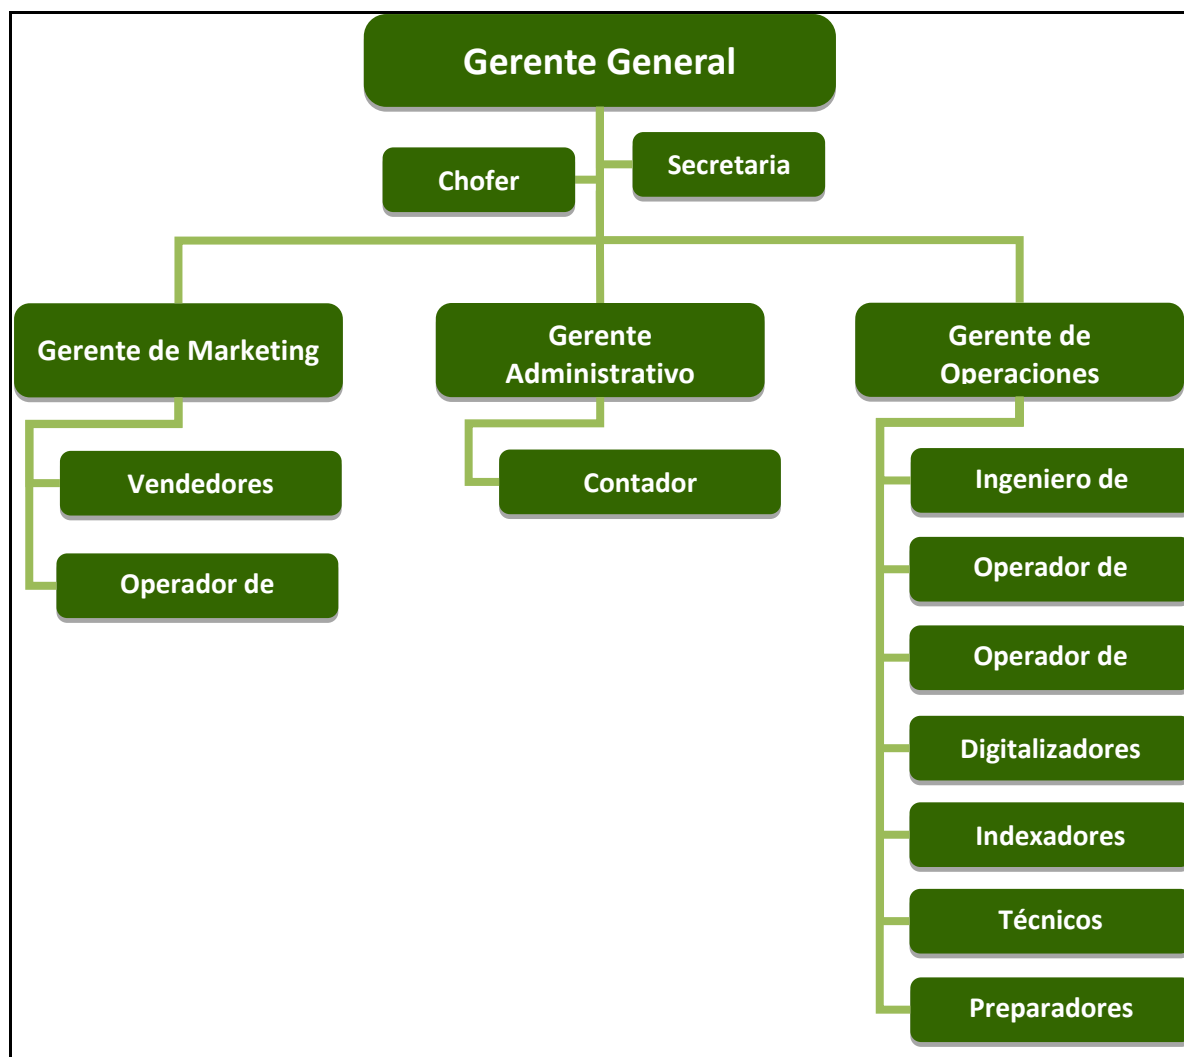 Gerente General
Chofer
Secretaria
Gerente de Marketing
Gerente
Administrativo
Gerente de
Operaciones
Vendedores
Operador de
Contador
Ingeniero de
Operador de
Operador de
Digitalizadores
Indexadores
Técnicos
Preparadores